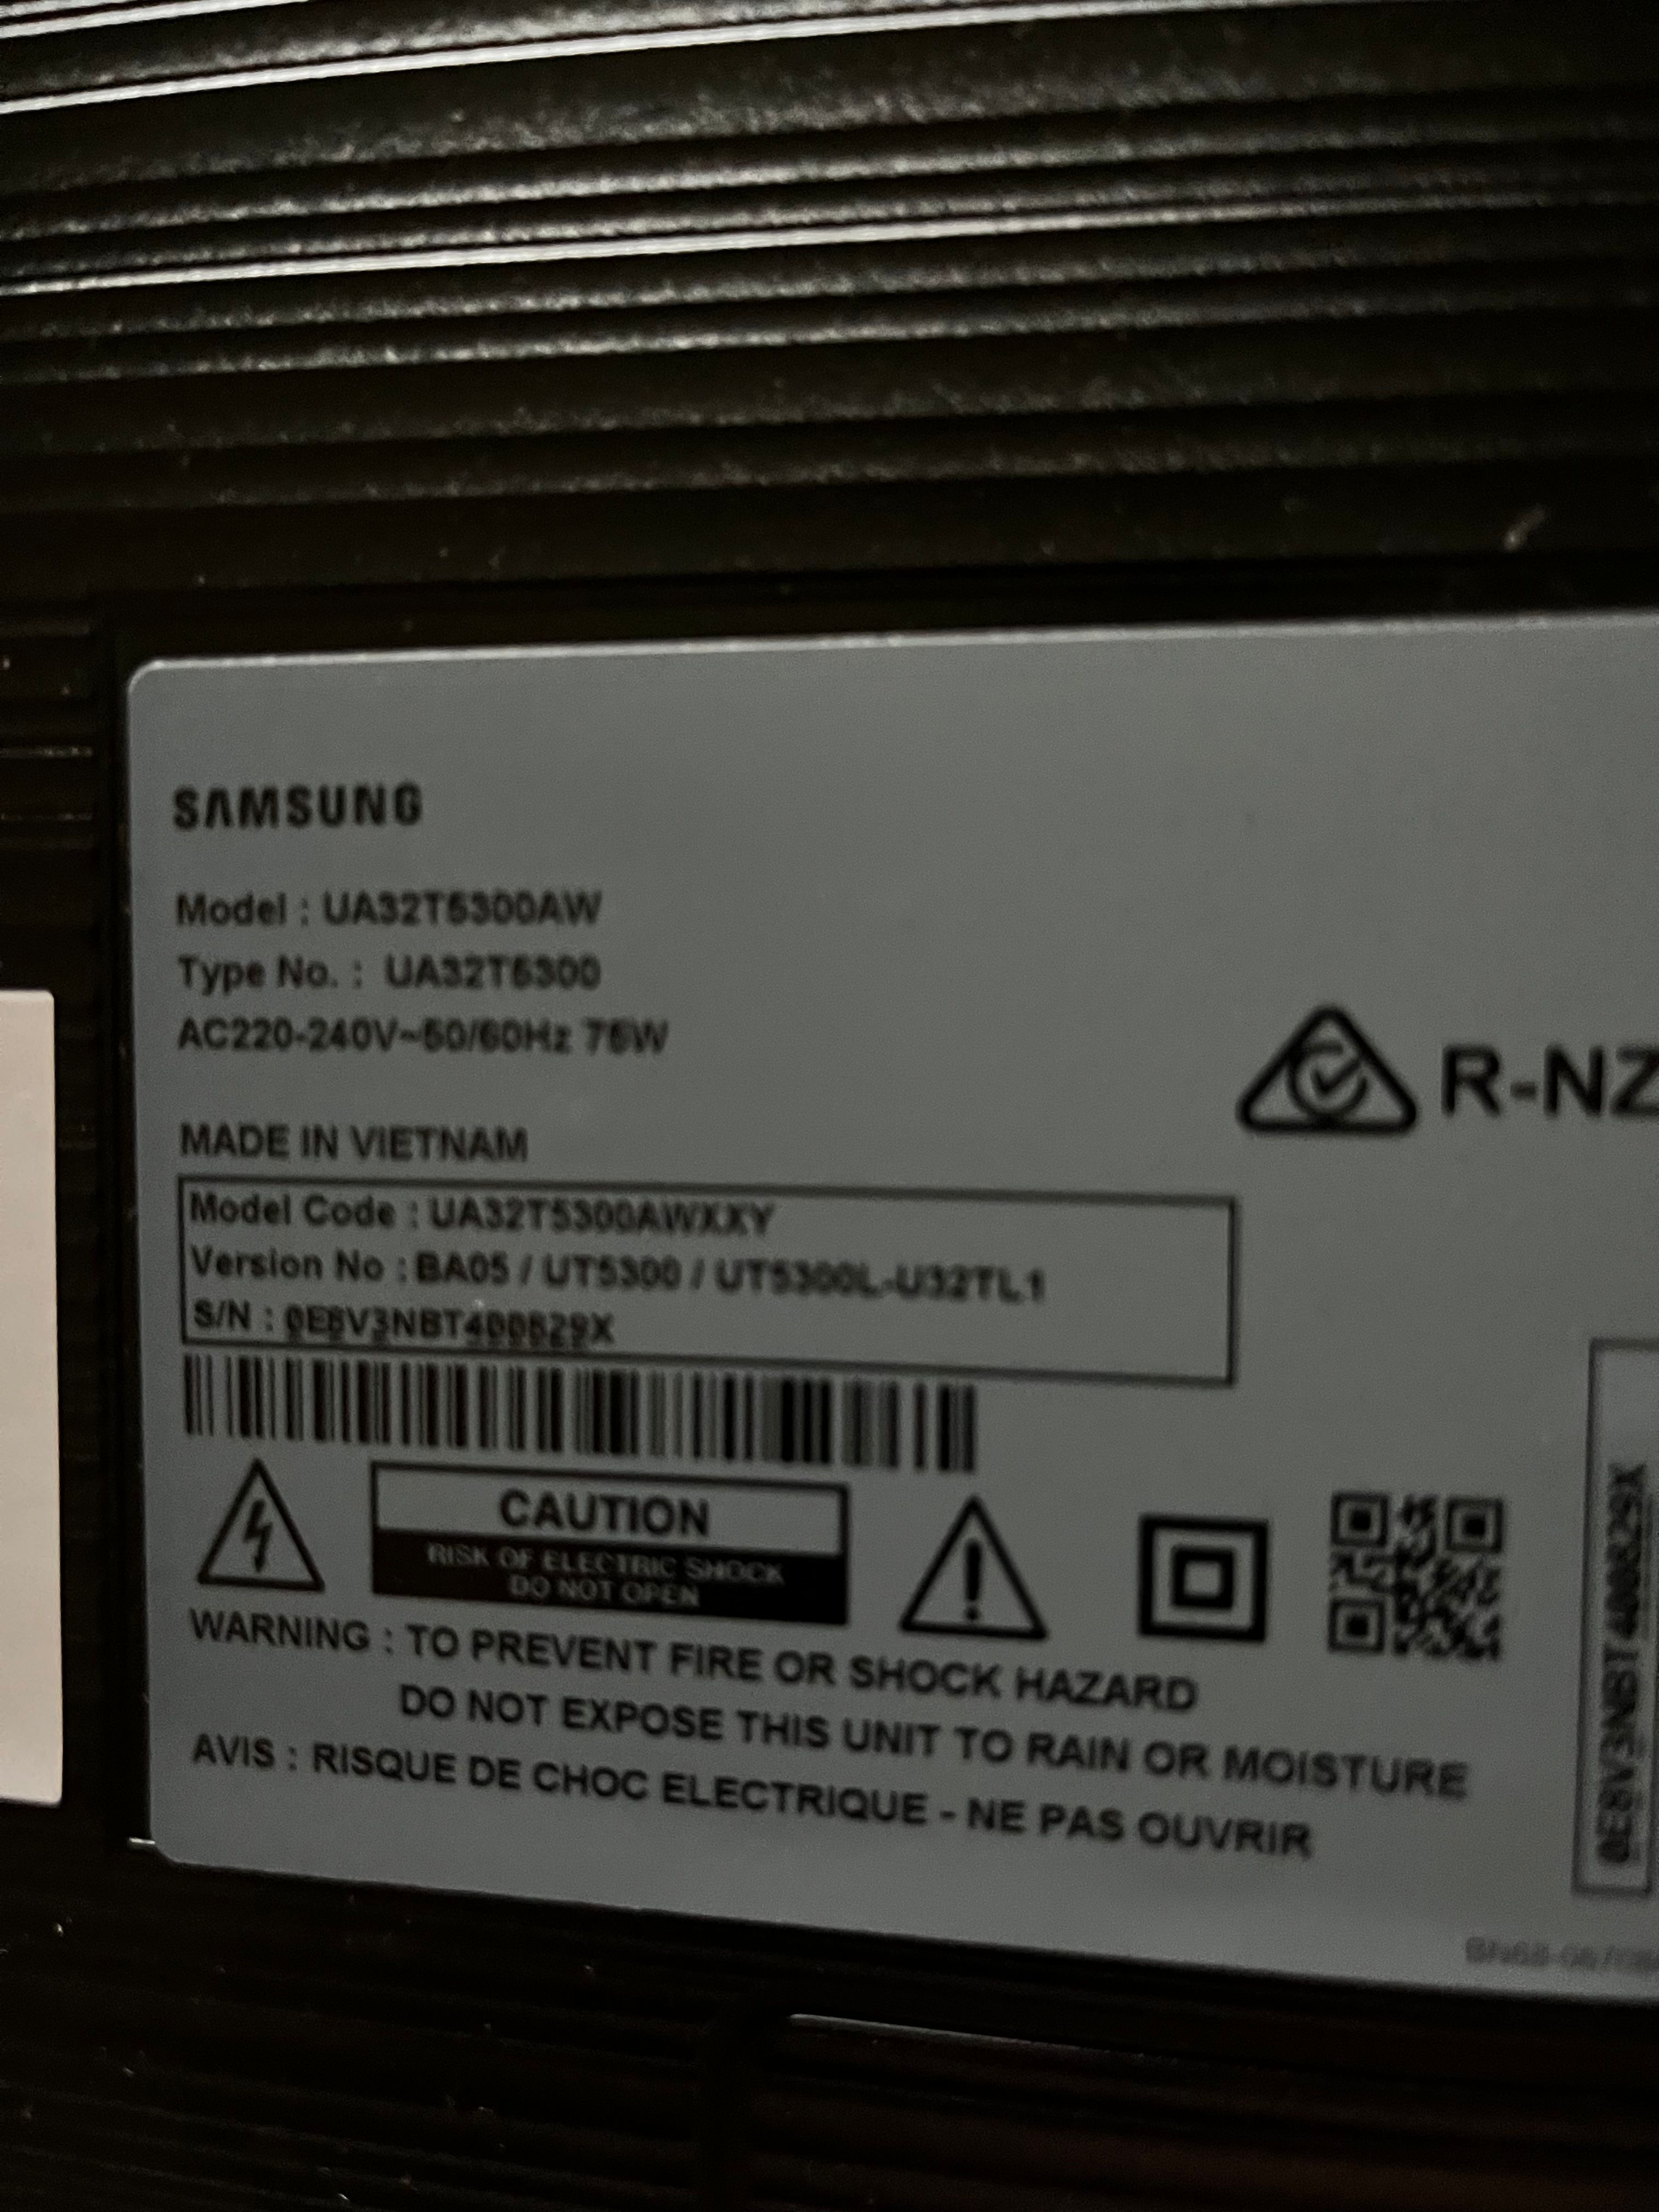 SAMSUNG
Model : UA32T5300AW
Type No. : UA32T5300
AC220-240V~50/60Hz 75W
R-NZ
MADE IN VIETNAM
Model Code : UA32T5300AWXXY
Version No : BA05 / UT5300 / UT5300L-U32TL1
S/N :
CAUTION
RISK OF ELECTRIC SHOCK
DO NOT OPEN
WARNING : TO PREVENT FIRE OR SHOCK HAZARD
DO NOT EXPOSE THIS UNIT TO RAIN OR MOISTURE
AVIS : RISQUE DE CHOC ELECTRIQUE - NE PAS OUVRIR